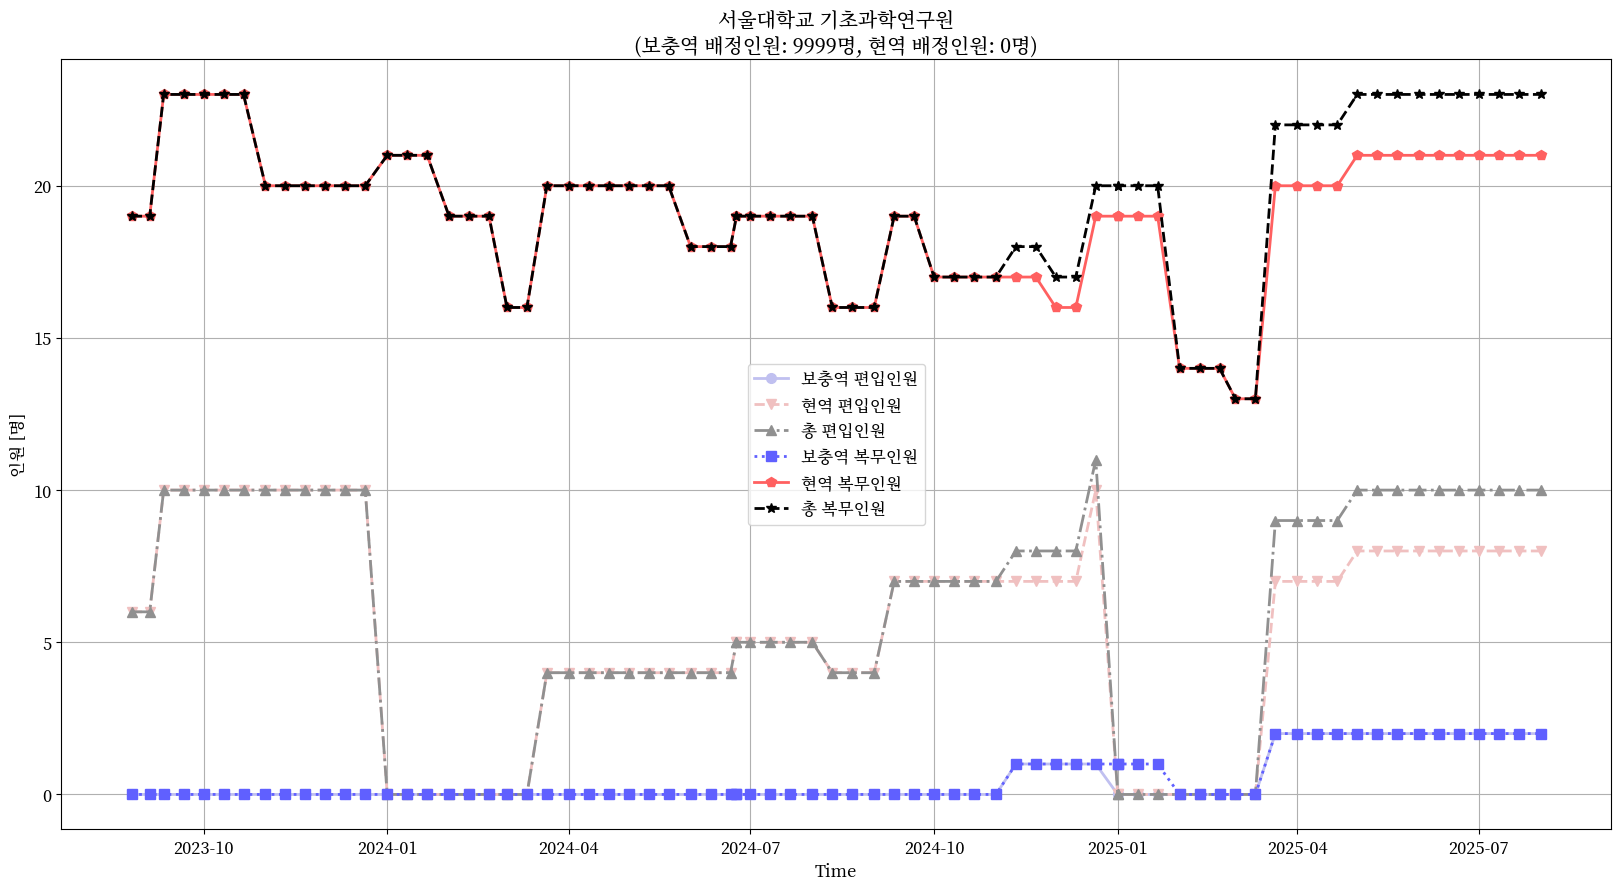 서울대학교 기초과학연구원
(보충역 배정인원: 9999명, 현역 배정인원: 0명)
인원 [명]
20
15
10
5
0
보충역 편입인원
현역 편입인원
총 편입인원
보충역 복무인원
현역 복무인원
총 복무인원
2023-10
2024-01
2024-04
2024-07
2024-10
2025-01
2025-04
2025-07
Time